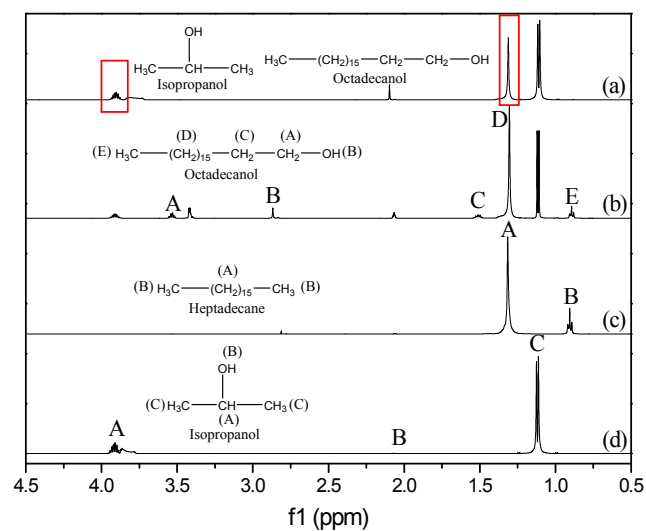 OH
H₃C CH₃
Isopropanol
H₃C (CH₂)₁₅ CH₂ CH₂ OH
Octadecanol
(a)
(D) (C) (A)
(E) H₃C (CH₂)₁₅ CH₂ CH₂ OH(B)
Octadecanol
D
A B C E
(b)
(A)
(B) H₃C (CH₂)₁₅ CH₃ (B)
Heptadecane
A
B
(c)
(B)
OH
(C) H₃C CH CH₃ (C)
(A)
Isopropanol
A
B
C
(d)
4.5 4.0 3.5 3.0 2.5 2.0 1.5 1.0 0.5
f1 (ppm)